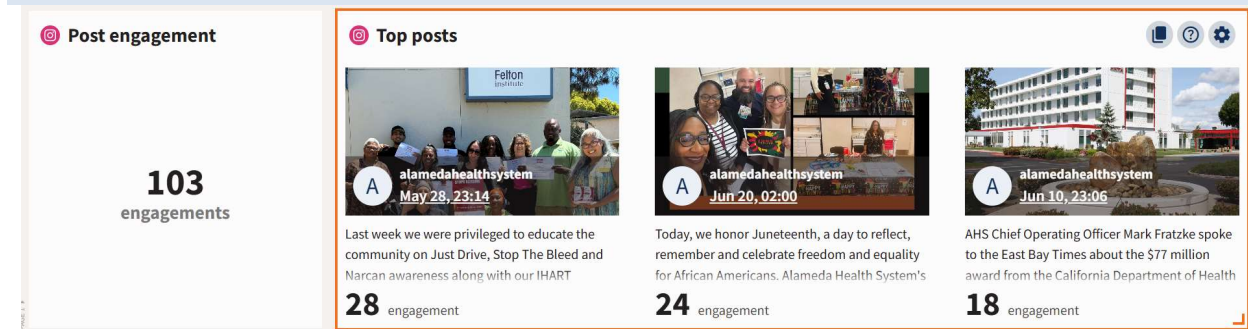 Post engagement
103
engagements
Top posts
Felton
institute
A
alamedahealthsystem
May 28, 23:14
Last week we were privileged to educate the
community on Just Drive, Stop The Bleed and
Narcan awareness along with our IHART
28 engagement
A
alamedahealthsystem
Jun 20, 02:00
Today, we honor Juneteenth, a day to reflect,
remember and celebrate freedom and equality
for African Americans. Alameda Health System's
24 engagement
A
alamedahealthsystem
Jun 10, 23:06
AHS Chief Operating Officer Mark Fratzke spoke
to the East Bay Times about the $77 million
award from the California Department of Health
18 engagement